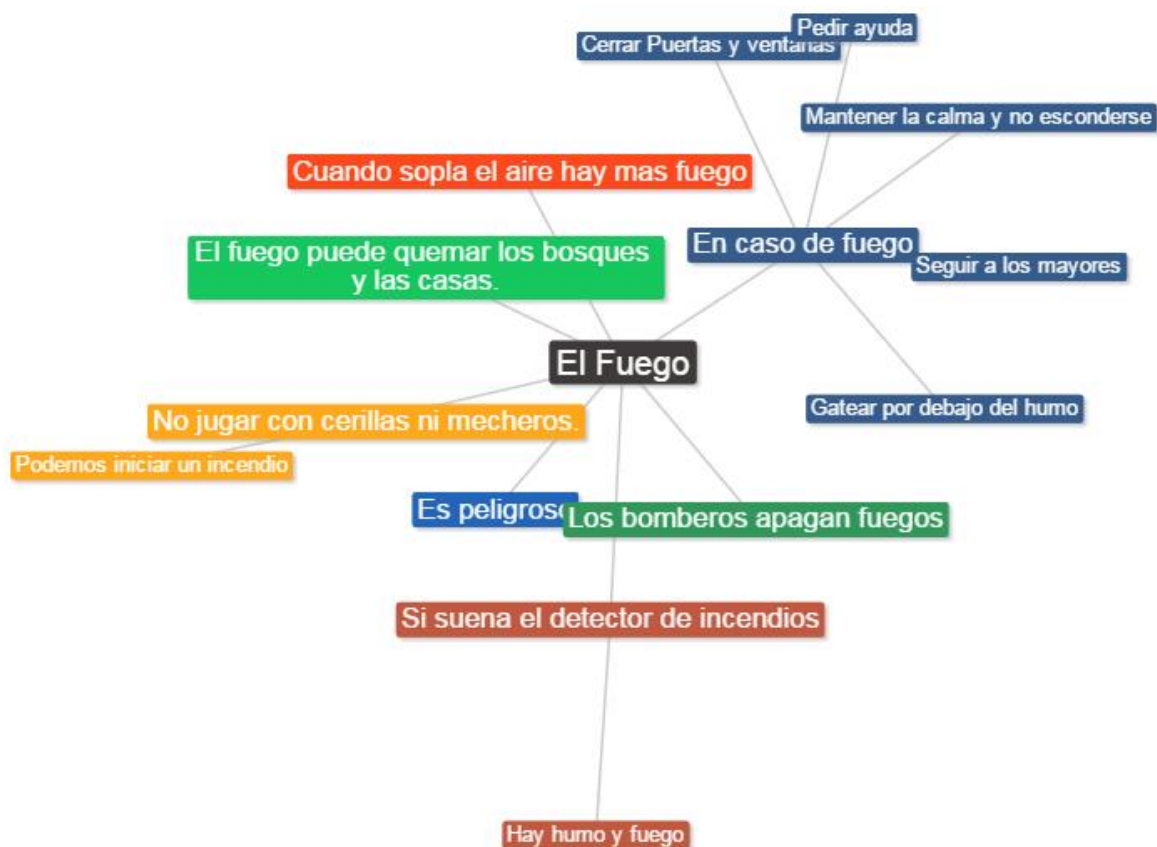 Pedir ayuda
Cerrar Puertas y ventanas
Mantener la calma y no esconderse
Cuando sopla el aire hay mas fuego
En caso de fuego
El fuego puede quemar los bosques
y las casas.
Seguir a los mayores
El Fuego
Gatear por debajo del humo
No jugar con cerillas ni mecheros.
Podemos iniciar un incendio
Es peligroso
Los bomberos apagan fuegos
Si suena el detector de incendios
Hay humo y fuego